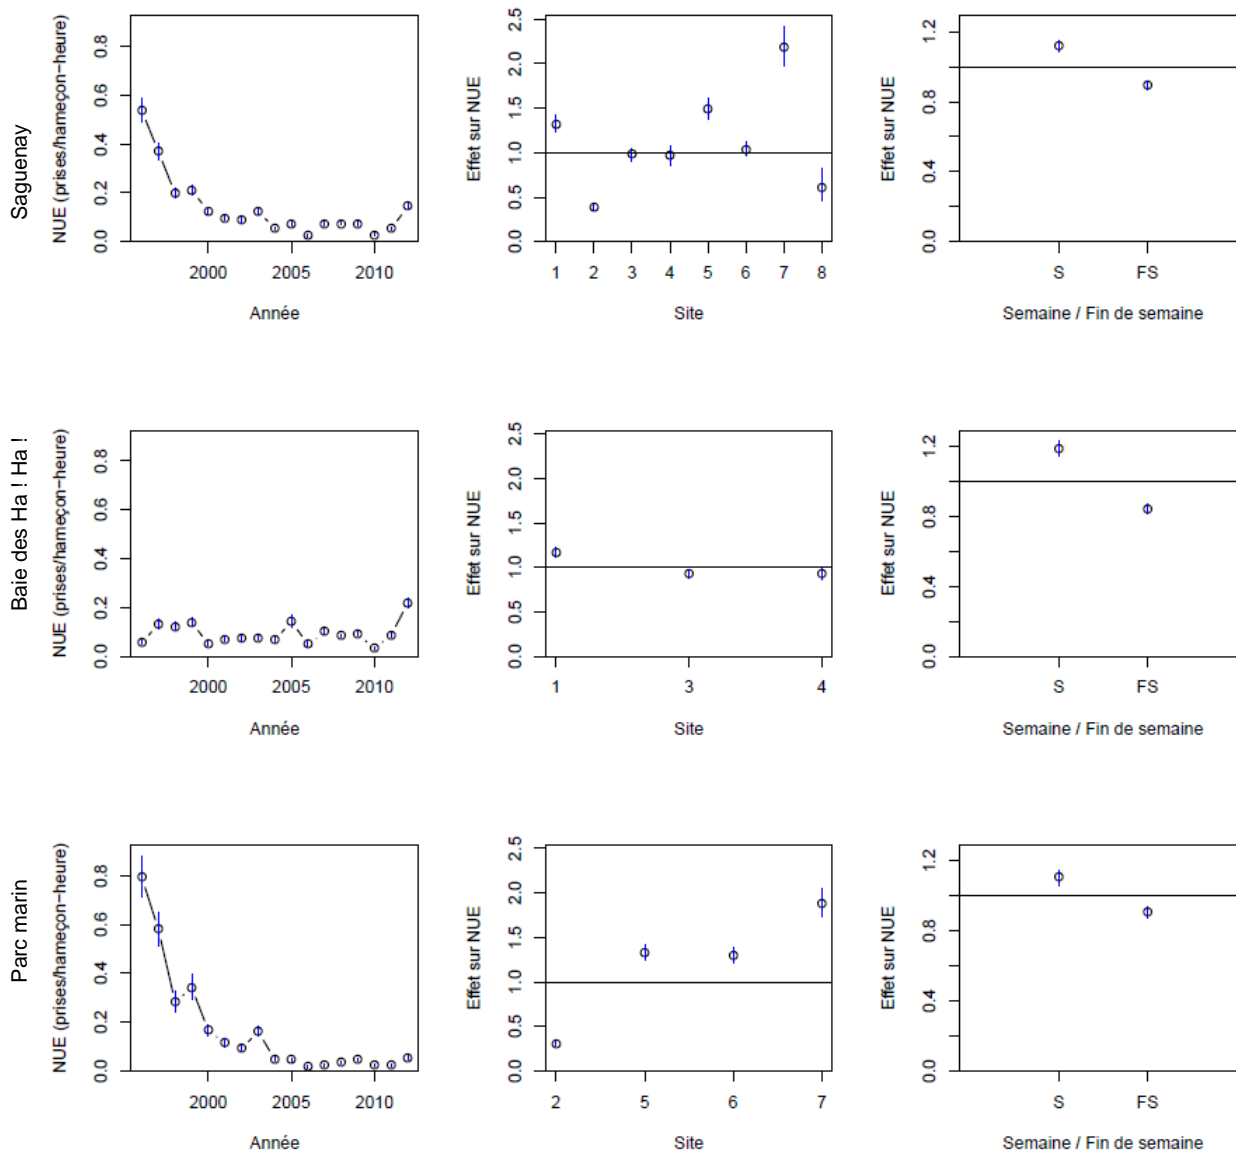 Saguenay
NUE (prises/hameçon−heure)
0.0 0.2 0.4 0.6 0.8
2000 2005 2010
Année
Effet sur NUE
0.0 0.5 1.0 1.5 2.0 2.5
1 2 3 4 5 6 7 8
Site
Effet sur NUE
0.0 0.4 0.8 1.2
S FS
Semaine / Fin de semaine
Baie des Ha ! Ha !
NUE (prises/hameçon−heure)
0.0 0.2 0.4 0.6 0.8
2000 2005 2010
Année
Effet sur NUE
0.0 0.5 1.0 1.5 2.0 2.5
1 3 4
Site
Effet sur NUE
0.0 0.4 0.8 1.2
S FS
Semaine / Fin de semaine
Parc marin
NUE (prises/hameçon−heure)
0.0 0.2 0.4 0.6 0.8
2000 2005 2010
Année
Effet sur NUE
0.0 0.5 1.0 1.5 2.0 2.5
2 5 6 7
Site
Effet sur NUE
0.0 0.4 0.8 1.2
S FS
Semaine / Fin de semaine